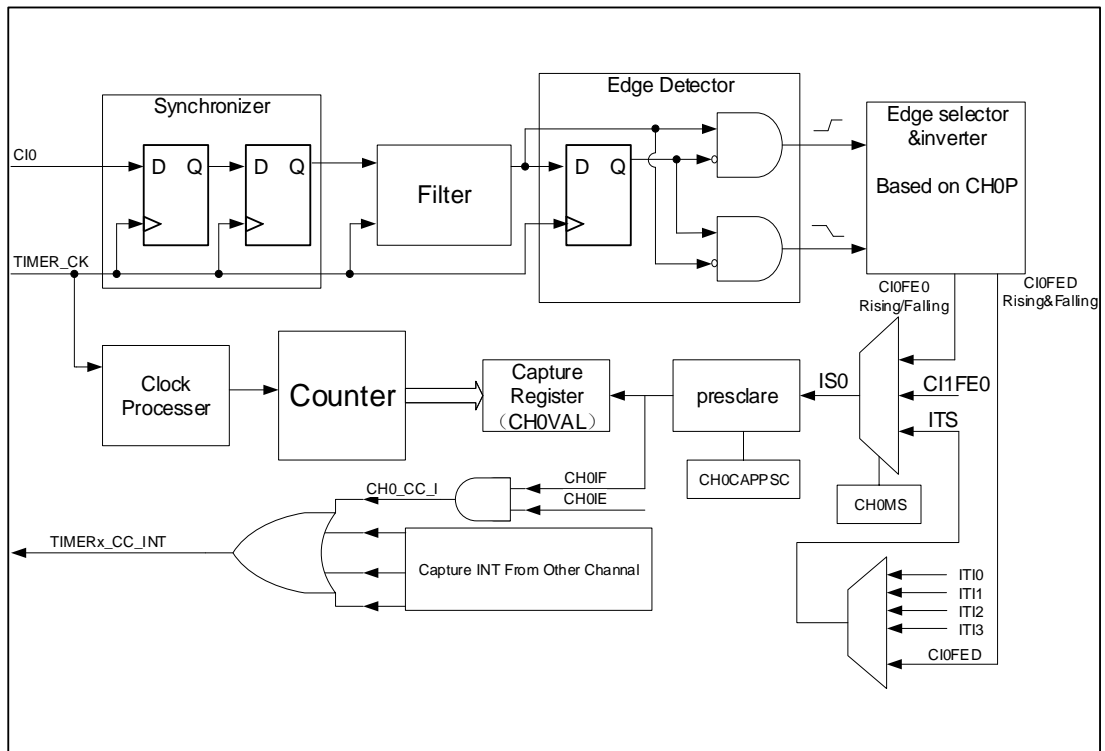 Synchronizer
Edge Detector
Edge selector
&inverter
Based on CH0P
CI0
D
Q
D
Q
Filter
D
Q
TIMER_CK
CI0FE0
Rising/Falling
CI0FED
Rising&Falling
Clock
Processer
Counter
Capture
Register
（CH0VAL）
presclare
IS0
CI1FE0
ITS
CH0CAPPSC
CH0MS
CH0_CC_I
CH0IF
CH0IE
TIMERx_CC_INT
Capture INT From Other Channel
ITI0
ITI1
ITI2
ITI3
CI0FED